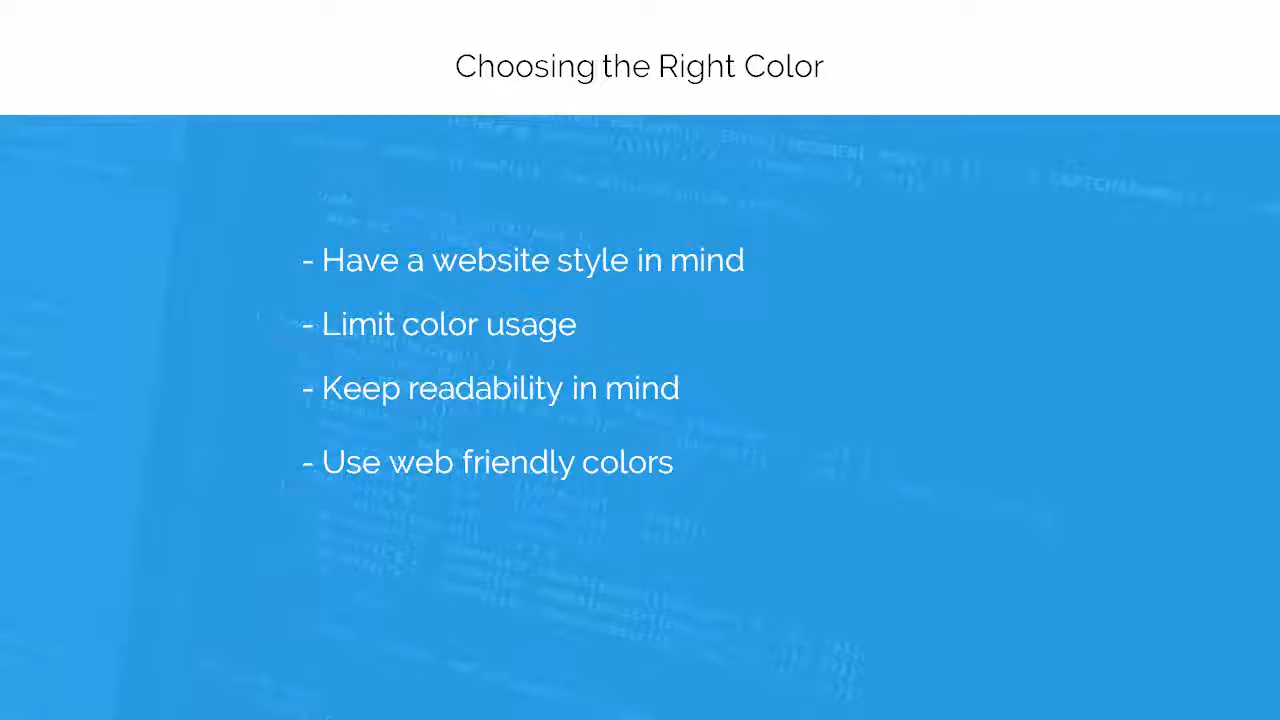 Choosing the Right Color
- Have a website style in mind
- Limit color usage
- Keep readability in mind
- Use web friendly colors